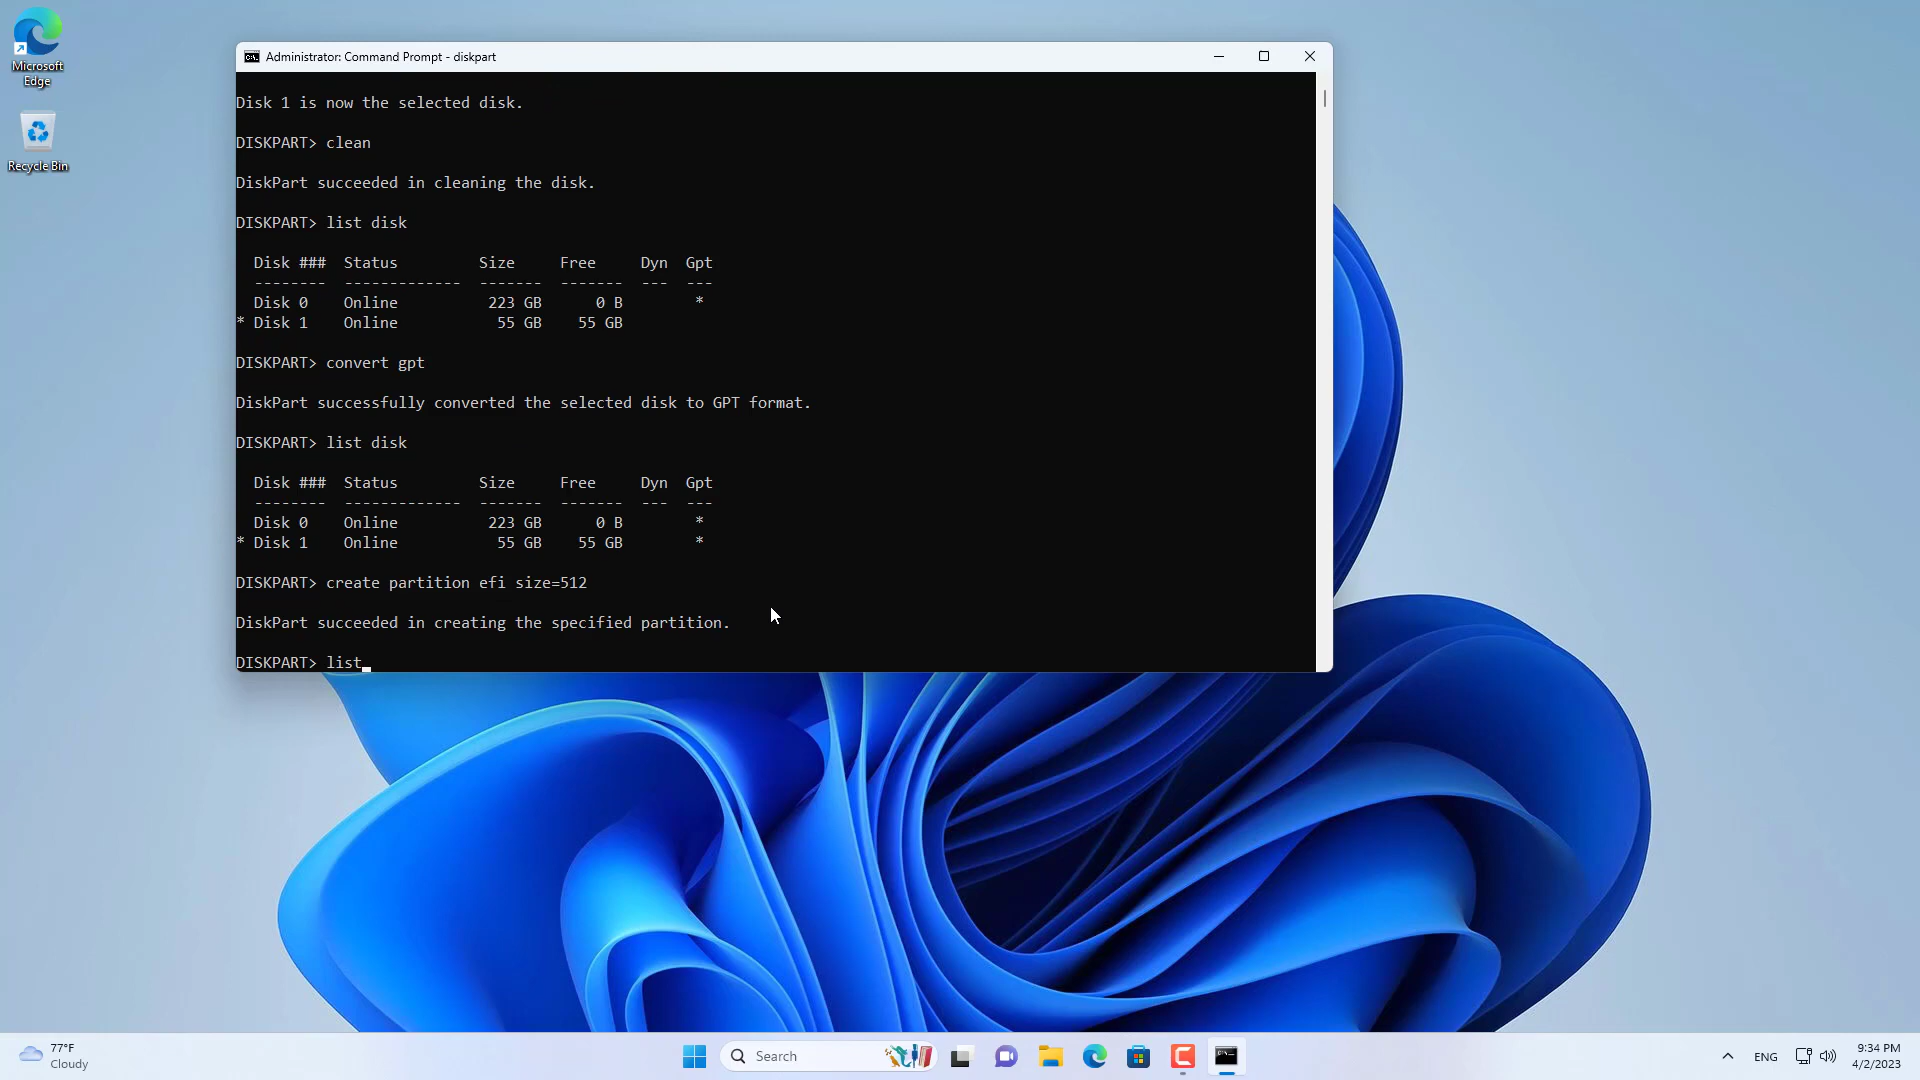 Microsoft
Edge
Recycle Bin
Administrator: Command Prompt - diskpart
Disk 1 is now the selected disk.
DISKPART> clean
DiskPart succeeded in cleaning the disk.
DISKPART> list disk
  Disk ###  Status         Size     Free     Dyn  Gpt
  --------  -------------  -------  -------  ---  ---
  Disk 0    Online          223 GB      0 B        *
* Disk 1    Online           55 GB    55 GB
DISKPART> convert gpt
DiskPart successfully converted the selected disk to GPT format.
DISKPART> list disk
  Disk ###  Status         Size     Free     Dyn  Gpt
  --------  -------------  -------  -------  ---  ---
  Disk 0    Online          223 GB      0 B        *
* Disk 1    Online           55 GB    55 GB        *
DISKPART> create partition efi size=512
DiskPart succeeded in creating the specified partition.
DISKPART> list_
77°F
Cloudy
Search
ENG
9:34 PM
4/2/2023